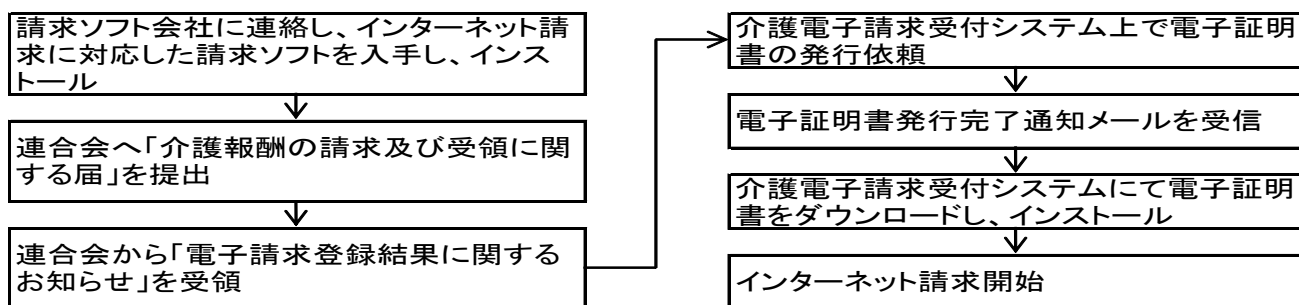 請求ソフト会社に連絡し、インターネット請
求に対応した請求ソフトを入手し、インス
トール
連合会へ「介護報酬の請求及び受領に関
する届」を提出
連合会から「電子請求登録結果に関する
お知らせ」を受領
介護電子請求受付システム上で電子証明
書の発行依頼
電子証明書発行完了通知メールを受信
介護電子請求受付システムにて電子証明
書をダウンロードし、インストール
インターネット請求開始